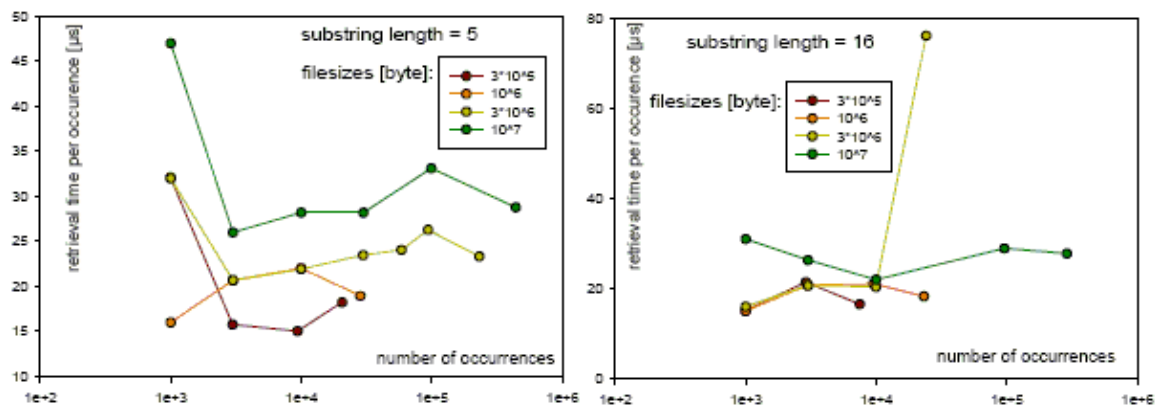 50
45
40
35
30
25
20
15
10
retrieval time per occurence [µs]
substring length = 5
filesizes [byte]:
3*10^5
10^6
3*10^6
10^7
number of occurrences
1e+2
1e+3
1e+4
1e+5
1e+6
80
60
40
20
0
retrieval time per occurence [µs]
substring length = 16
filesizes [byte]:
3*10^5
10^6
3*10^6
10^7
number of occurrences
1e+2
1e+3
1e+4
1e+5
1e+6